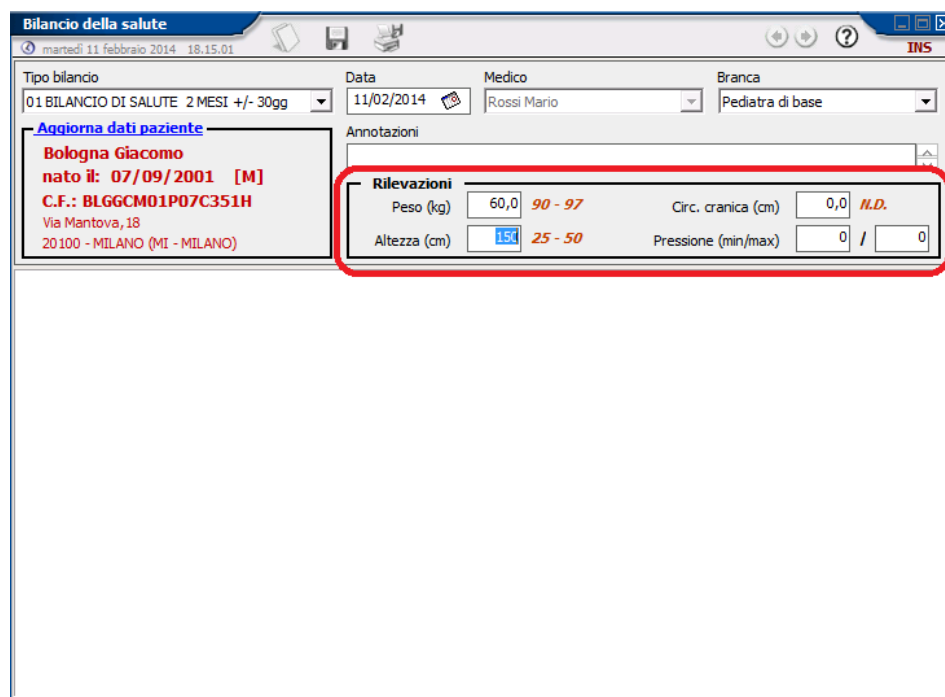 Bilancio della salute
martedì 11 febbraio 2014 18.15.01
INS
Tipo bilancio
Data
Medico
Branca
01 BILANCIO DI SALUTE 2 MESI +/- 30gg
11/02/2014
Rossi Mario
Pediatra di base
Aggiorna dati paziente
Annotazioni
Bologna Giacomo
nato il: 07/09/2001 [M]
C.F.: BLGGCM01P07C351H
Via Mantova,18
20100 - MILANO (MI - MILANO)
Rilevazioni
Peso (kg) 60,0 90 - 97 Circ. cranica (cm) 0,0 N.D.
Altezza (cm) 150 25 - 50 Pressione (min/max) 0 / 0